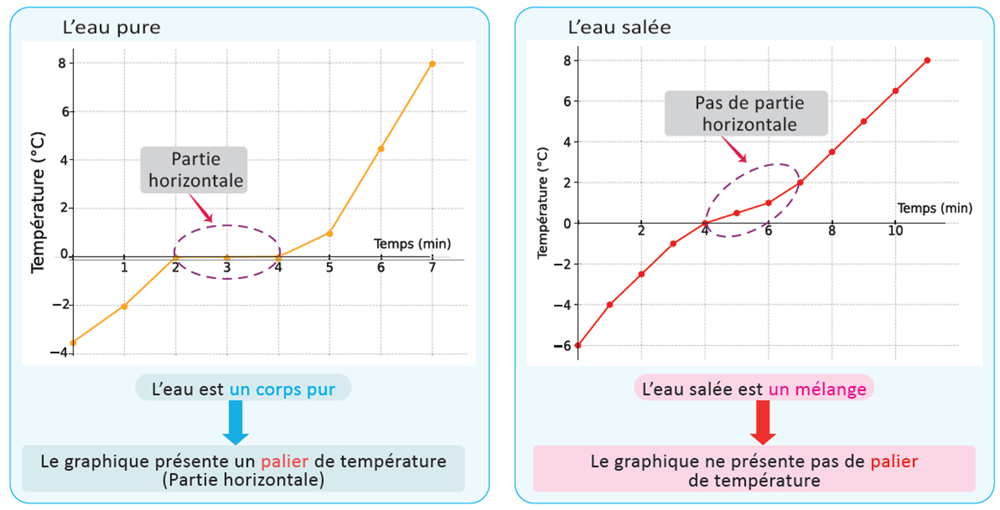 L'eau pure
8
6
4
2
0
−2
−4
Température (°C)
Partie
horizontale
Temps (min)
1 2 3 4 5 6 7
L'eau est un corps pur
Le graphique présente un palier de température
(Partie horizontale)
L'eau salée
8
6
4
2
0
−2
−4
−6
Température (°C)
Pas de partie
horizontale
Temps (min)
2 4 6 8 10
L'eau salée est un mélange
Le graphique ne présente pas de palier
de température